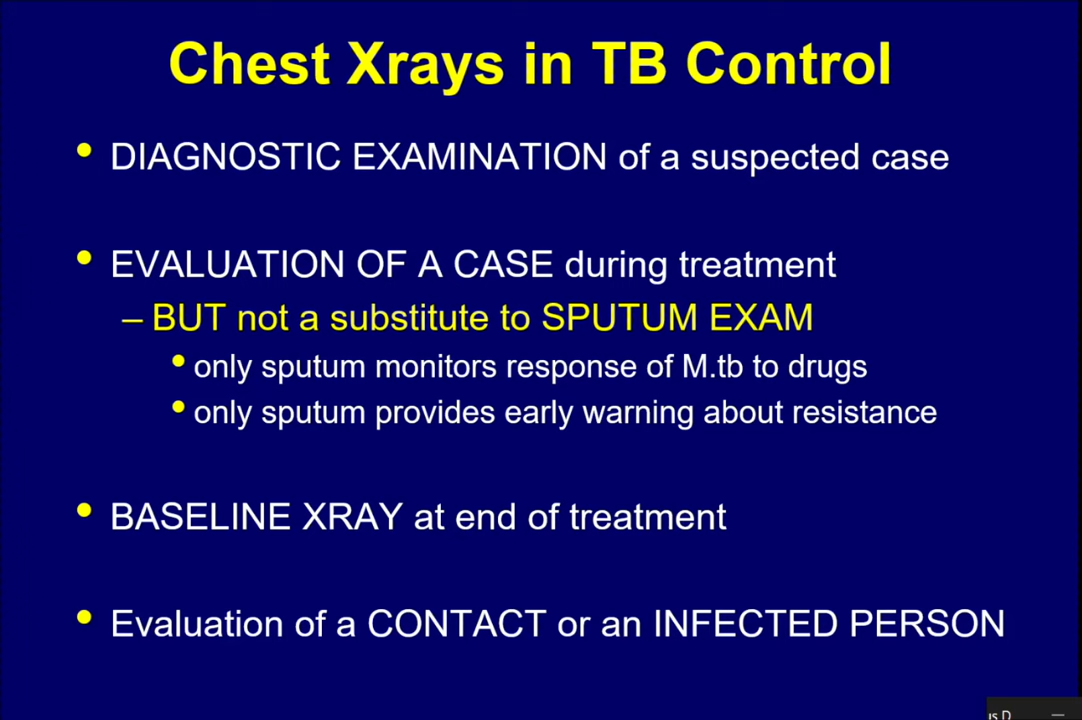 Chest Xrays in TB Control
• DIAGNOSTIC EXAMINATION of a suspected case
• EVALUATION OF A CASE during treatment
– BUT not a substitute to SPUTUM EXAM
• only sputum monitors response of M.tb to drugs
• only sputum provides early warning about resistance
• BASELINE XRAY at end of treatment
• Evaluation of a CONTACT or an INFECTED PERSON